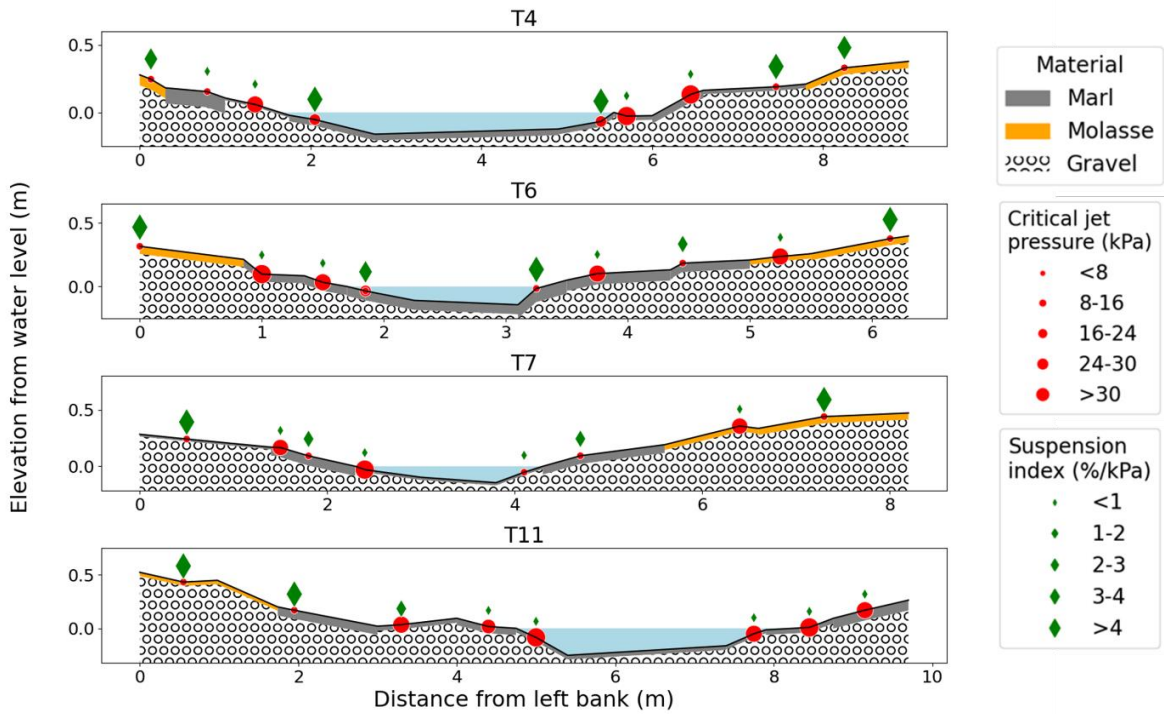 T4
0.5
0.0
0 2 4 6 8
T6
0.5
0.0
0 1 2 3 4 5 6
T7
0.5
0.0
0 2 4 6 8
T11
0.5
0.0
0 2 4 6 8 10
Distance from left bank (m)
Elevation from water level (m)
Material
Marl
Molasse
Gravel
Critical jet
pressure (kPa)
<8
8-16
16-24
24-30
>30
Suspension
index (%/kPa)
<1
1-2
2-3
3-4
>4